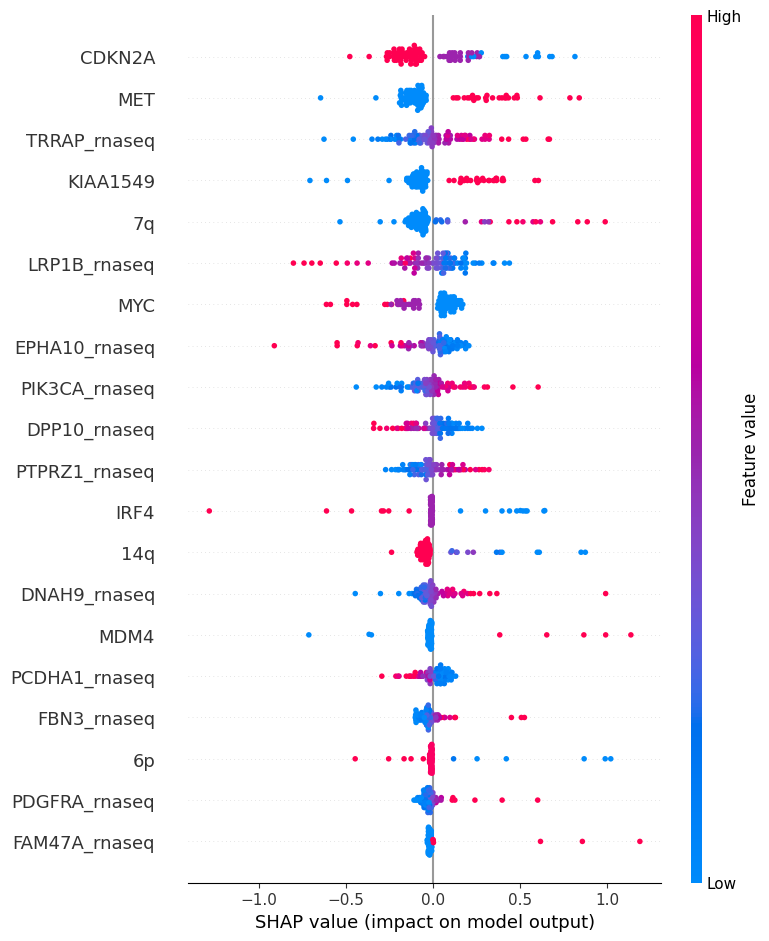 High
CDKN2A
MET
TRRAP_rnaseq
KIAA1549
7q
LRP1B_rnaseq
MYC
EPHA10_rnaseq
PIK3CA_rnaseq
DPP10_rnaseq
PTPRZ1_rnaseq
IRF4
14q
DNAH9_rnaseq
MDM4
PCDHA1_rnaseq
FBN3_rnaseq
6p
PDGFRA_rnaseq
FAM47A_rnaseq
Feature value
Low
−1.0 −0.5 0.0 0.5 1.0
SHAP value (impact on model output)